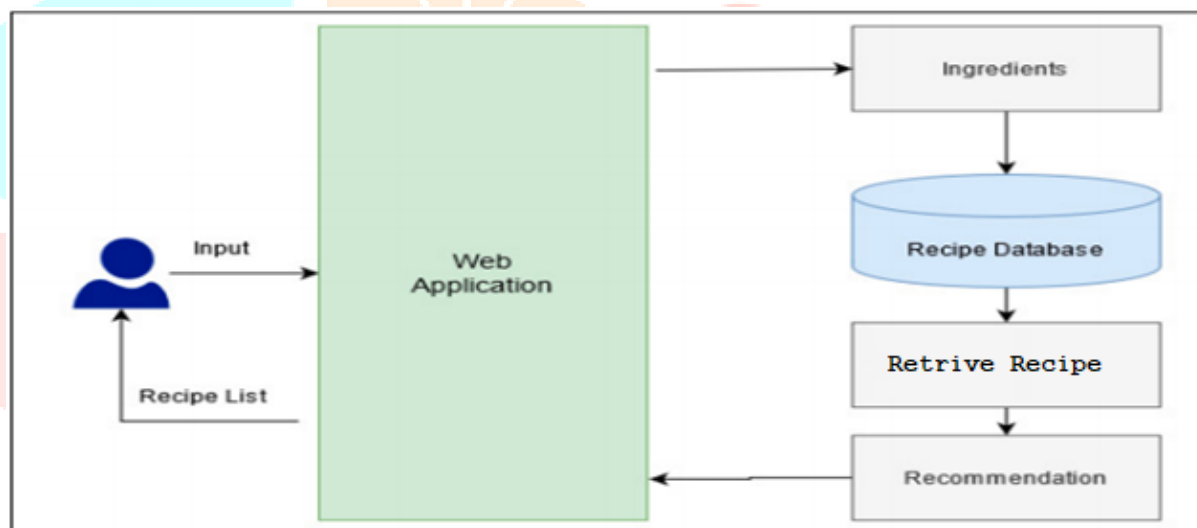 Input
Recipe List
Web
Application
Ingredients
Recipe Database
Retrive Recipe
Recommendation